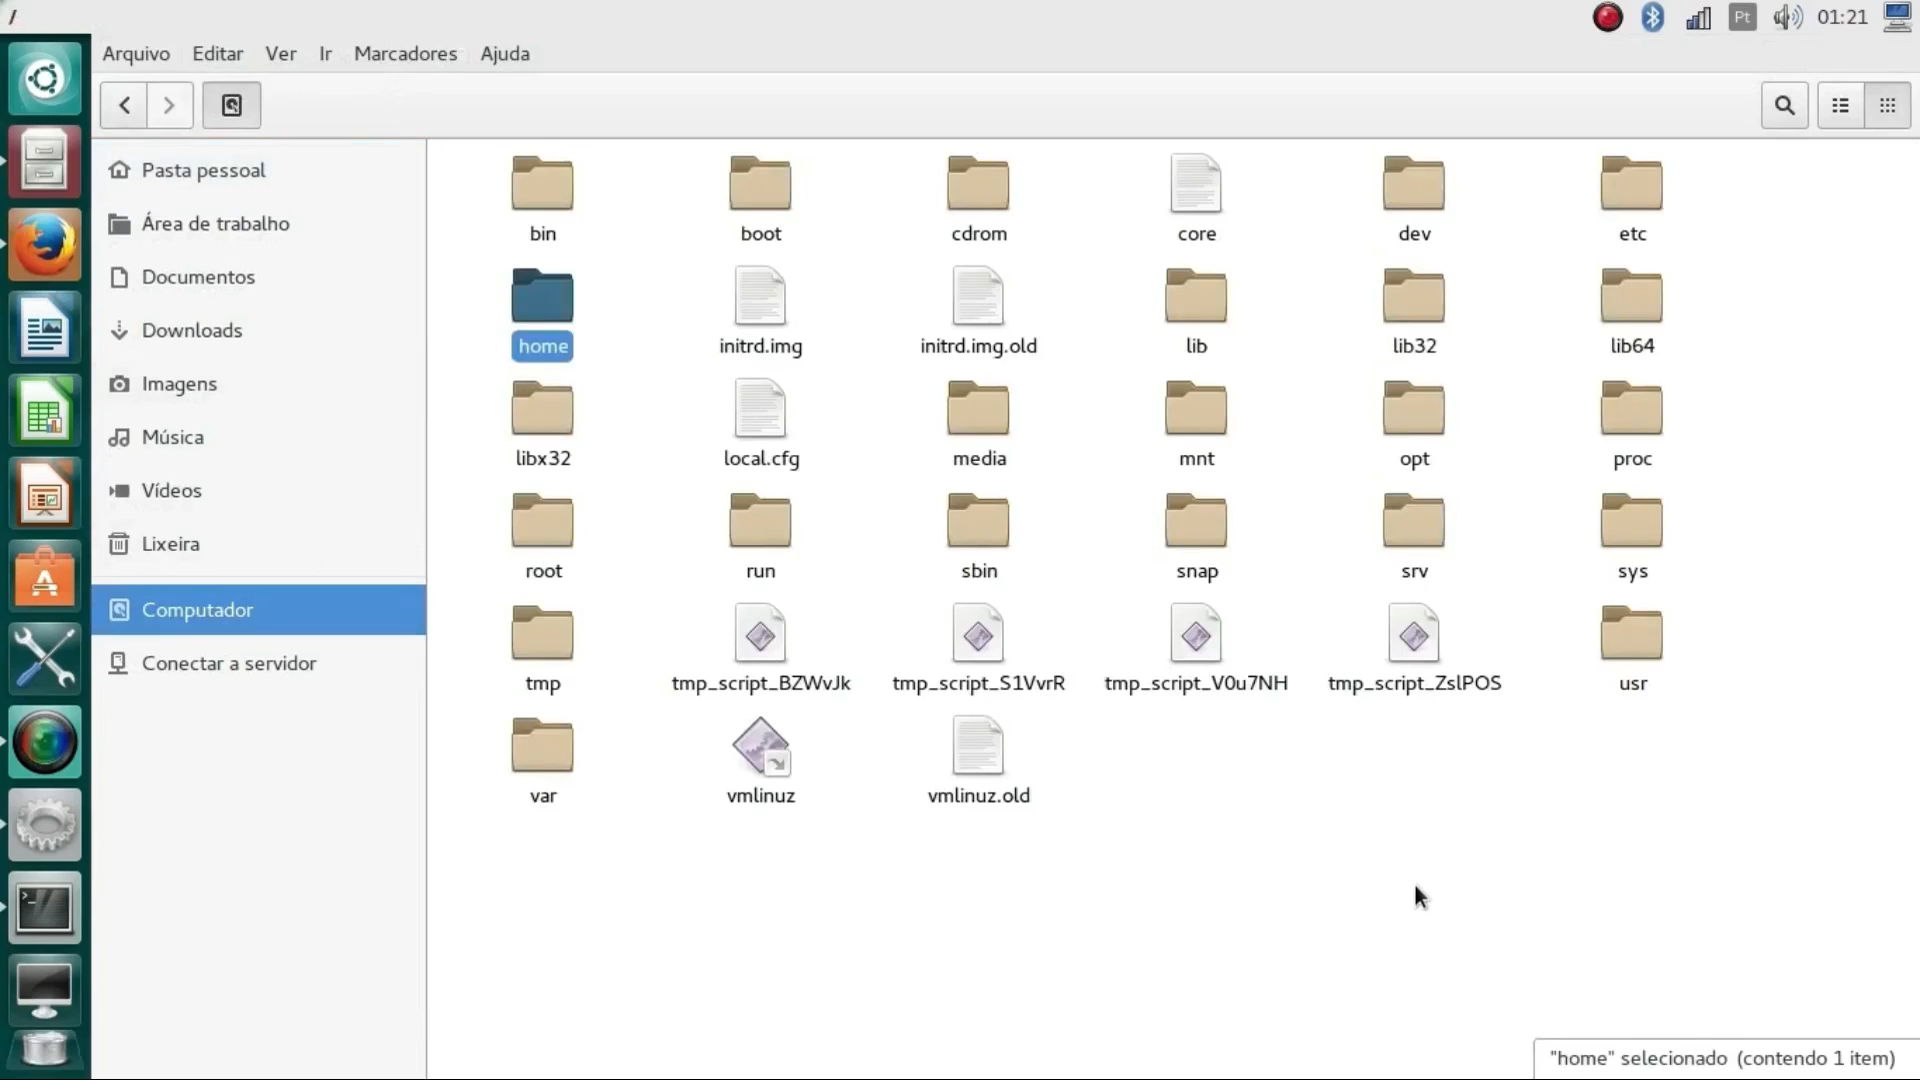 /
Pt
01:21
Arquivo Editar Ver Ir Marcadores Ajuda
Pasta pessoal
Área de trabalho
Documentos
Downloads
Imagens
Música
Vídeos
Lixeira
Computador
Conectar a servidor
bin boot cdrom core dev etc
home initrd.img initrd.img.old lib lib32 lib64
libx32 local.cfg media mnt opt proc
root run sbin snap srv sys
tmp tmp_script_BZWvJk tmp_script_S1VvrR tmp_script_V0u7NH tmp_script_ZslPOS usr
var vmlinuz vmlinuz.old
"home" selecionado (contendo 1 item)